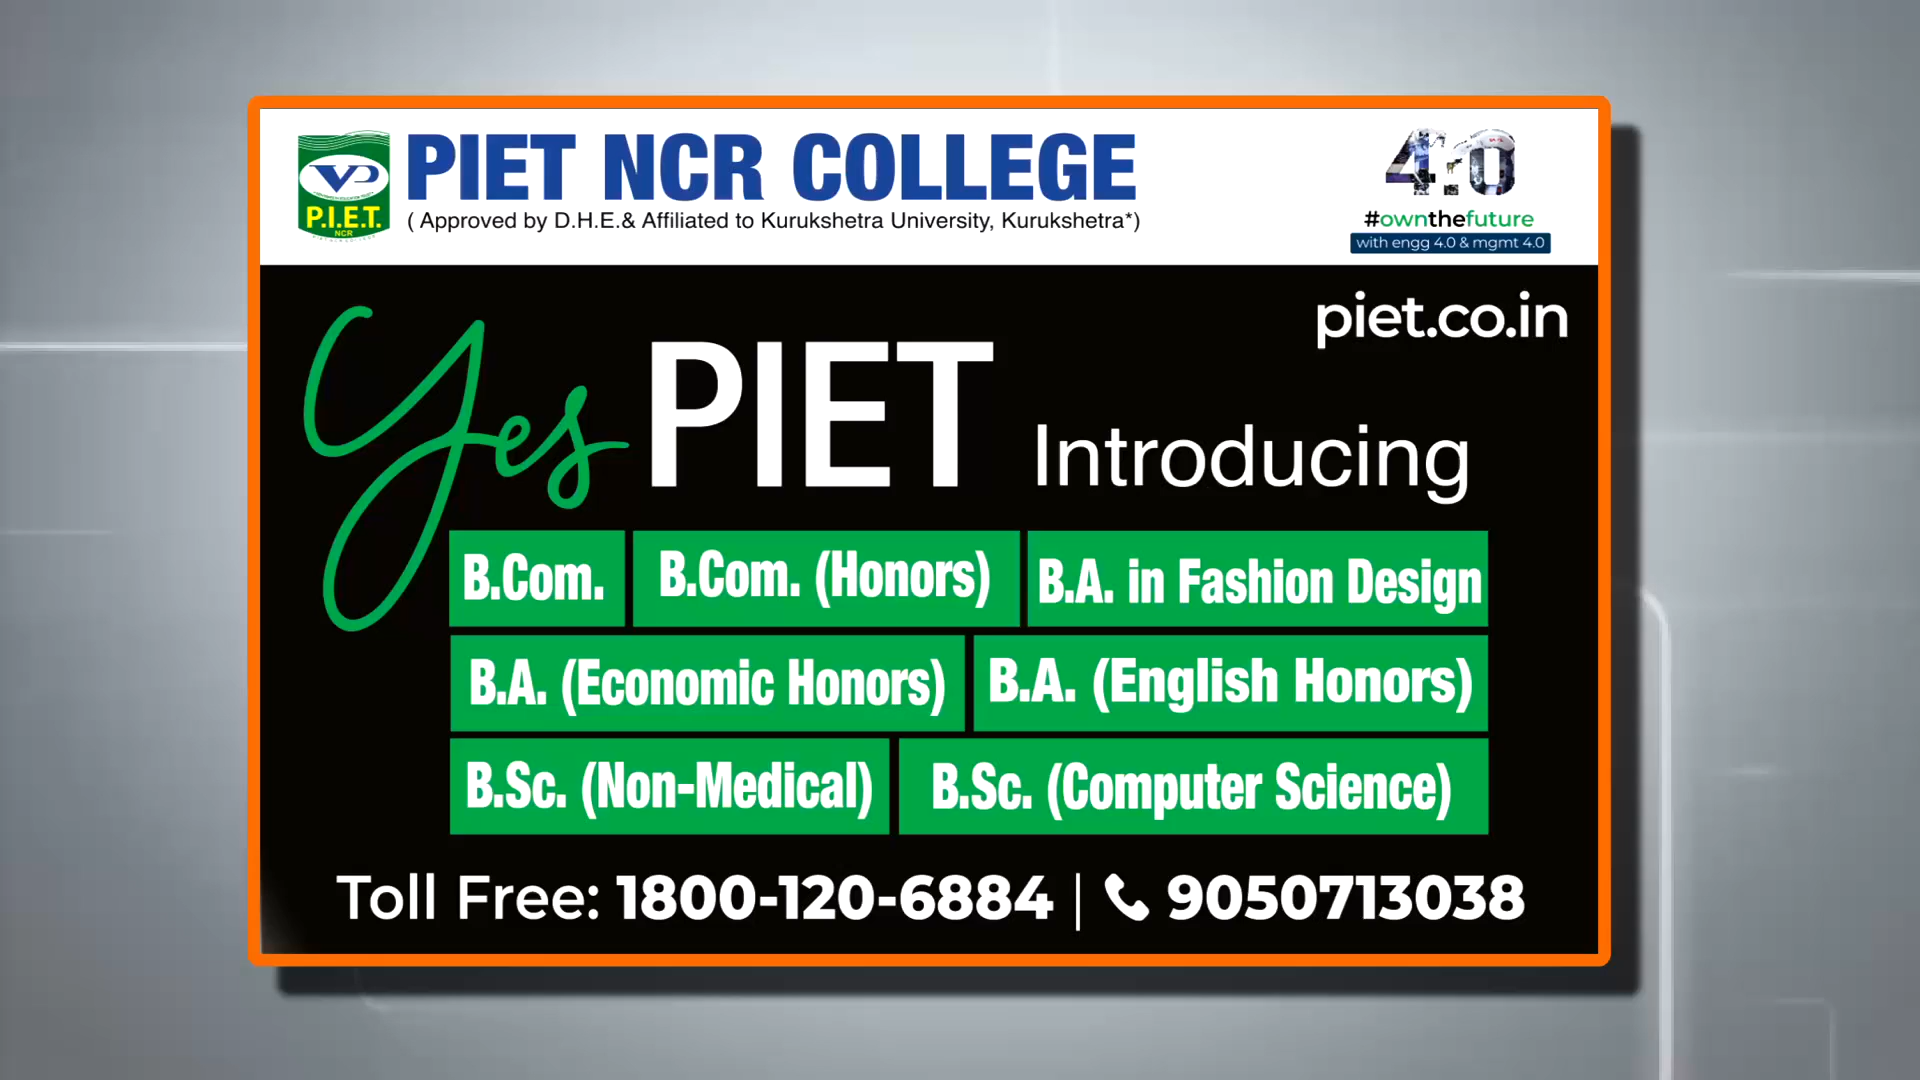 VP
P.I.E.T.
NCR
PIET NCR COLLEGE
( Approved by D.H.E.& Affiliated to Kurukshetra University, Kurukshetra*)
4.0
#ownthefuture
with engg 4.0 & mgmt 4.0
piet.co.in
yes PIET Introducing
B.Com. B.Com. (Honors) B.A. in Fashion Design
B.A. (Economic Honors) B.A. (English Honors)
B.Sc. (Non-Medical) B.Sc. (Computer Science)
Toll Free: 1800-120-6884 | 9050713038